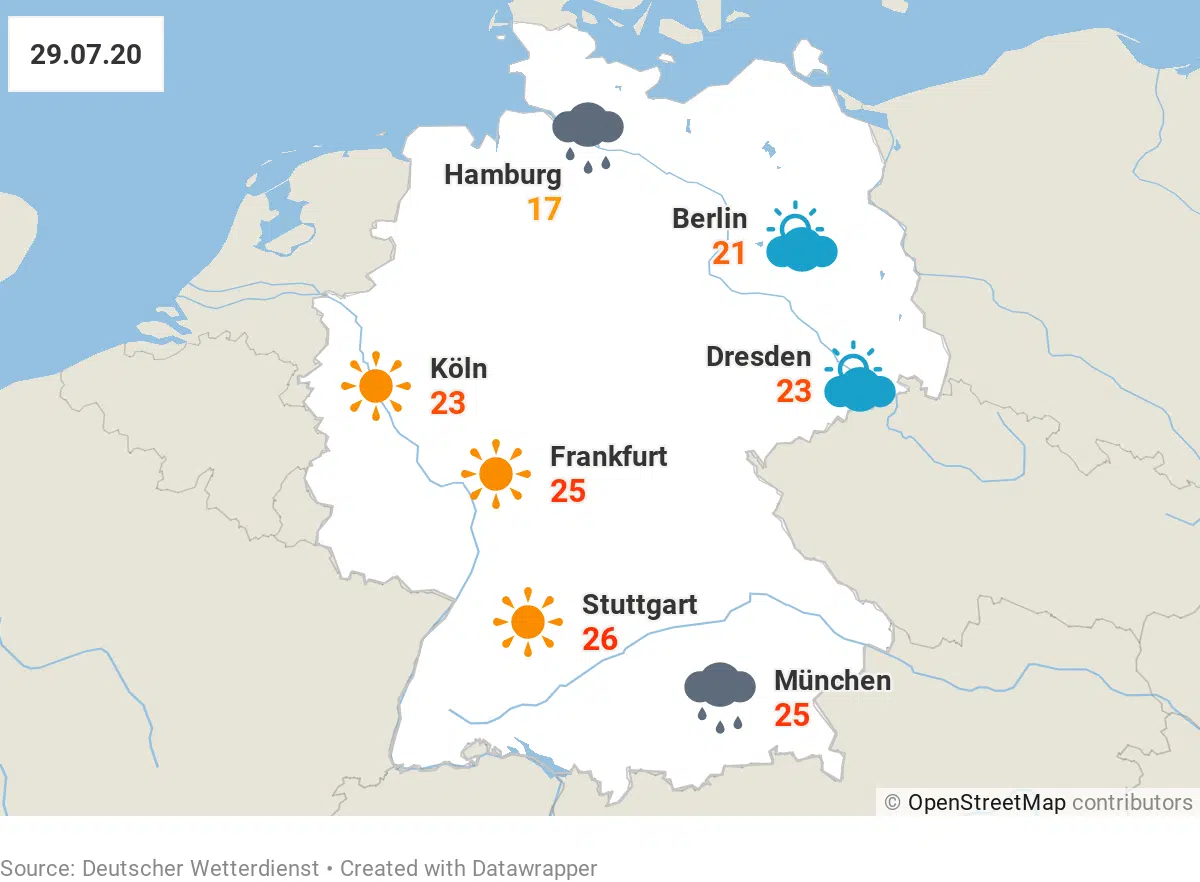 29.07.20
Hamburg
17
Berlin
21
Dresden
23
Köln
23
Frankfurt
25
Stuttgart
26
München
25
© OpenStreetMap contributors
Source: Deutscher Wetterdienst • Created with Datawrapper